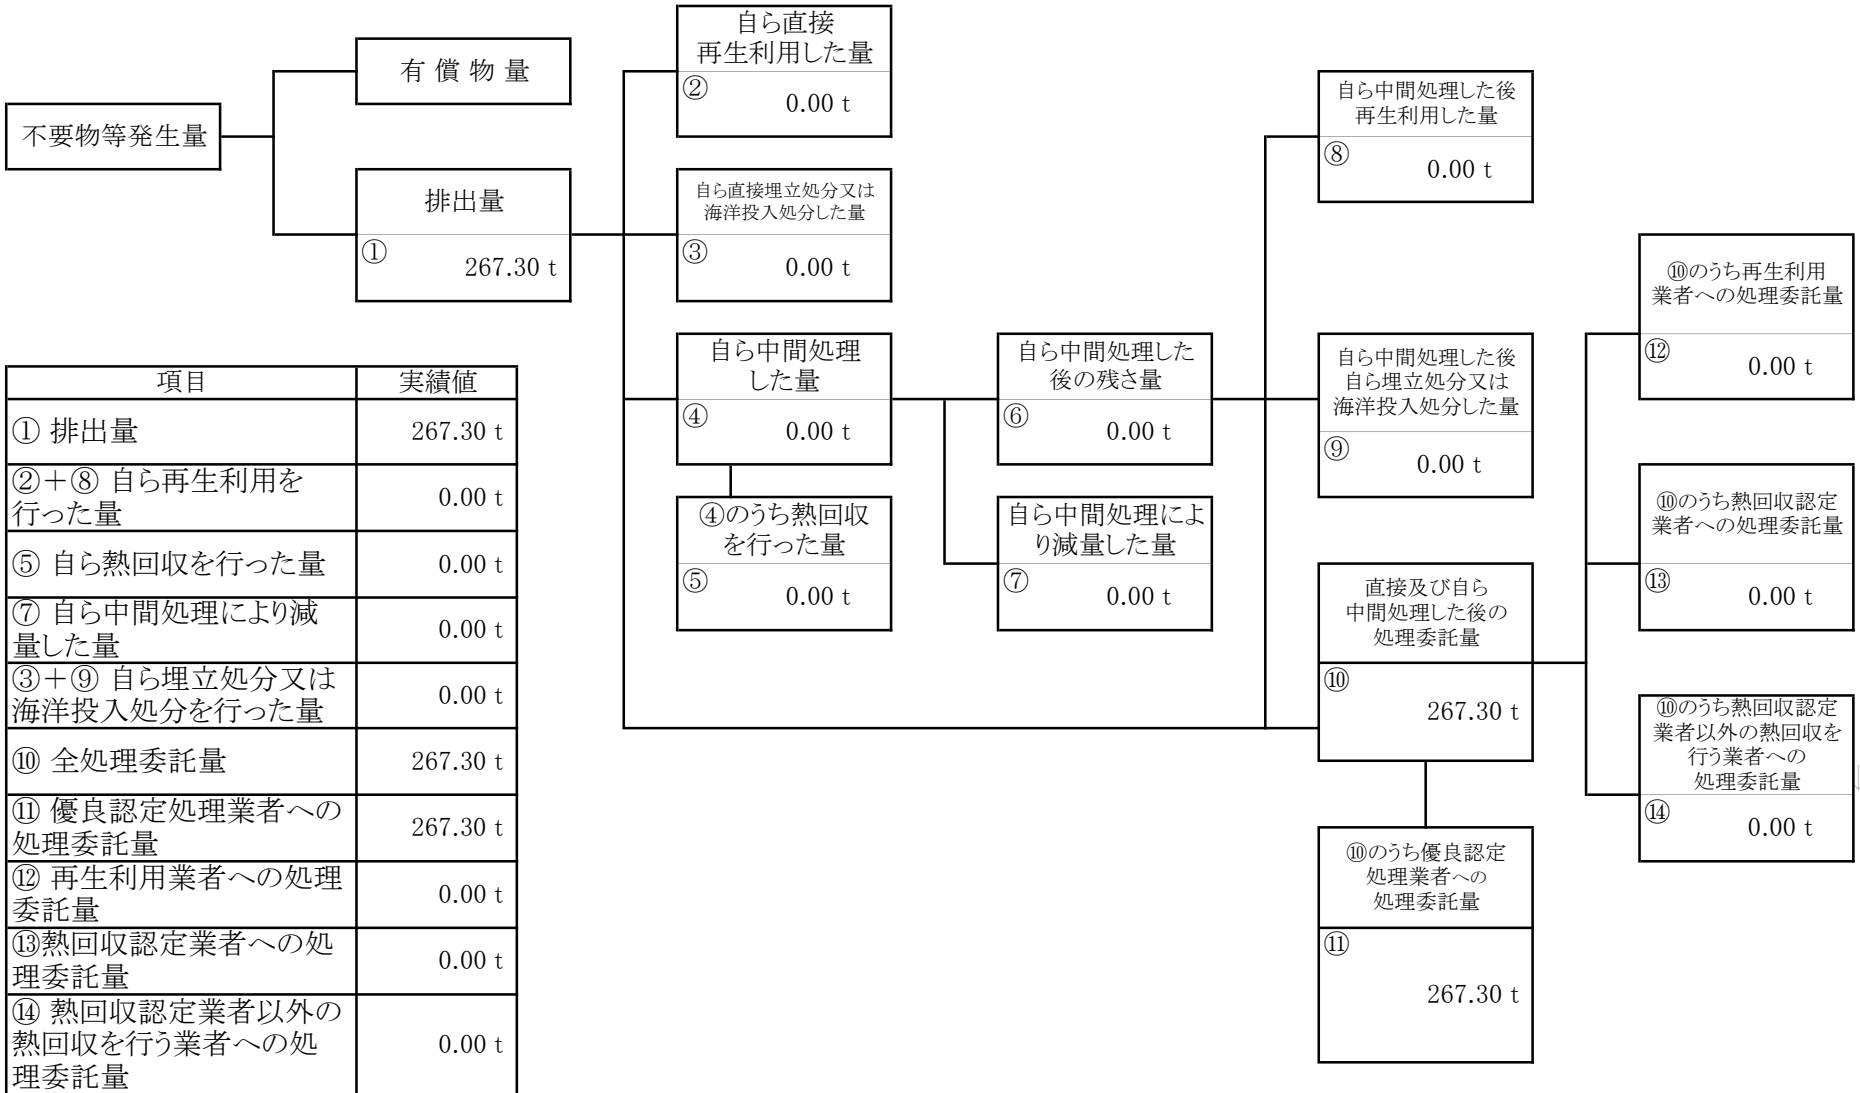 不要物等発生量
有 償 物 量
排出量
① 267.30 t
自ら直接
再生利用した量
② 0.00 t
自ら直接埋立処分又は
海洋投入処分した量
③ 0.00 t
自ら中間処理
した量
④ 0.00 t
④のうち熱回収
を行った量
⑤ 0.00 t
自ら中間処理した
後の残さ量
⑥ 0.00 t
自ら中間処理によ
り減量した量
⑦ 0.00 t
自ら中間処理した後
再生利用した量
⑧ 0.00 t
自ら中間処理した後
自ら埋立処分又は
海洋投入処分した量
⑨ 0.00 t
直接及び自ら
中間処理した後の
処理委託量
⑩
267.30 t
⑩のうち優良認定
処理業者への
処理委託量
⑪
267.30 t
⑩のうち再生利用
業者への処理委託量
⑫ 0.00 t
⑩のうち熱回収認定
業者への処理委託量
⑬ 0.00 t
⑩のうち熱回収認定
業者以外の熱回収を
行う業者への
処理委託量
⑭ 0.00 t
項目 実績値
① 排出量 267.30 t
②+⑧ 自ら再生利用を
行った量 0.00 t
⑤ 自ら熱回収を行った量 0.00 t
⑦ 自ら中間処理により減
量した量 0.00 t
③+⑨ 自ら埋立処分又は
海洋投入処分を行った量 0.00 t
⑩ 全処理委託量 267.30 t
⑪ 優良認定処理業者への
処理委託量 267.30 t
⑫ 再生利用業者への処理
委託量 0.00 t
⑬熱回収認定業者への処
理委託量 0.00 t
⑭ 熱回収認定業者以外の
熱回収を行う業者への処
理委託量 0.00 t